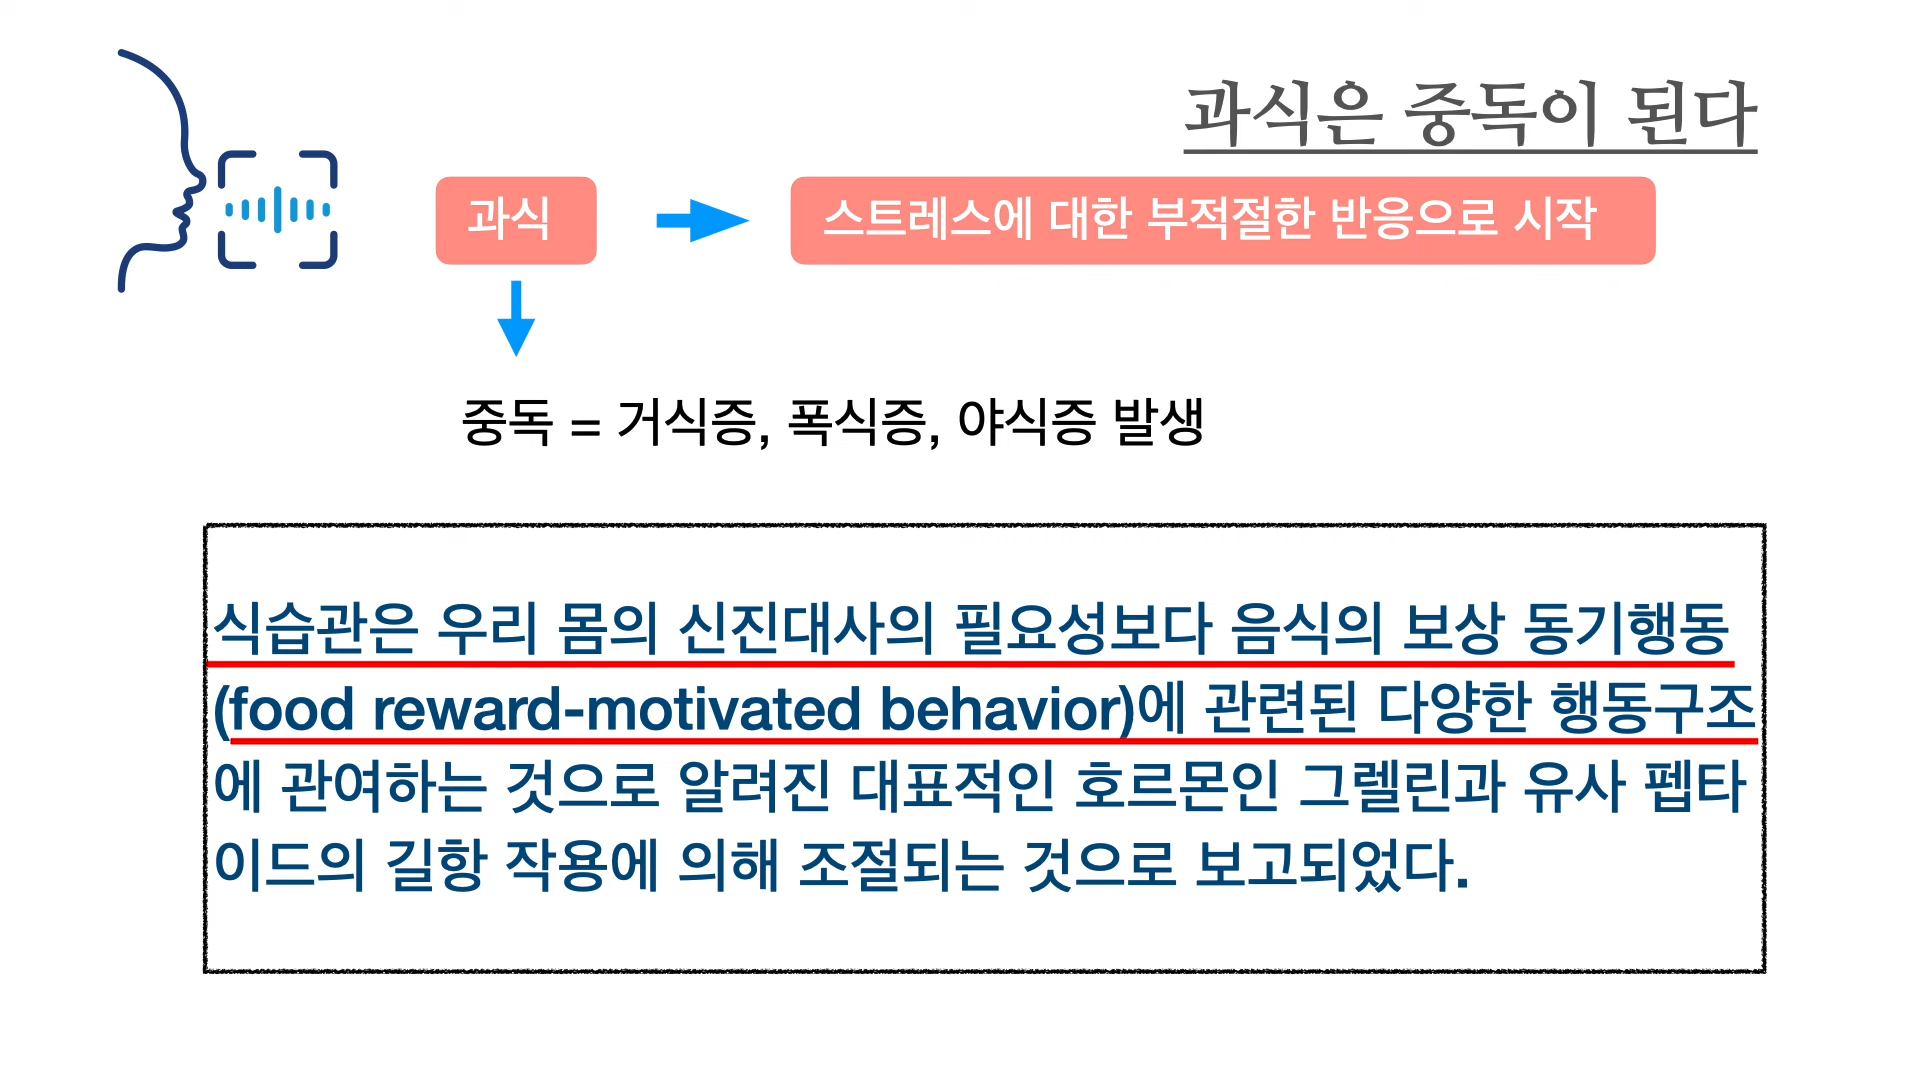 과식은 중독이 된다
과식
스트레스에 대한 부적절한 반응으로 시작
중독 = 거식증, 폭식증, 야식증 발생
식습관은 우리 몸의 신진대사의 필요성보다 음식의 보상 동기행동
(food reward-motivated behavior)에 관련된 다양한 행동구조
에 관여하는 것으로 알려진 대표적인 호르몬인 그렐린과 유사 펩타
이드의 길항 작용에 의해 조절되는 것으로 보고되었다.